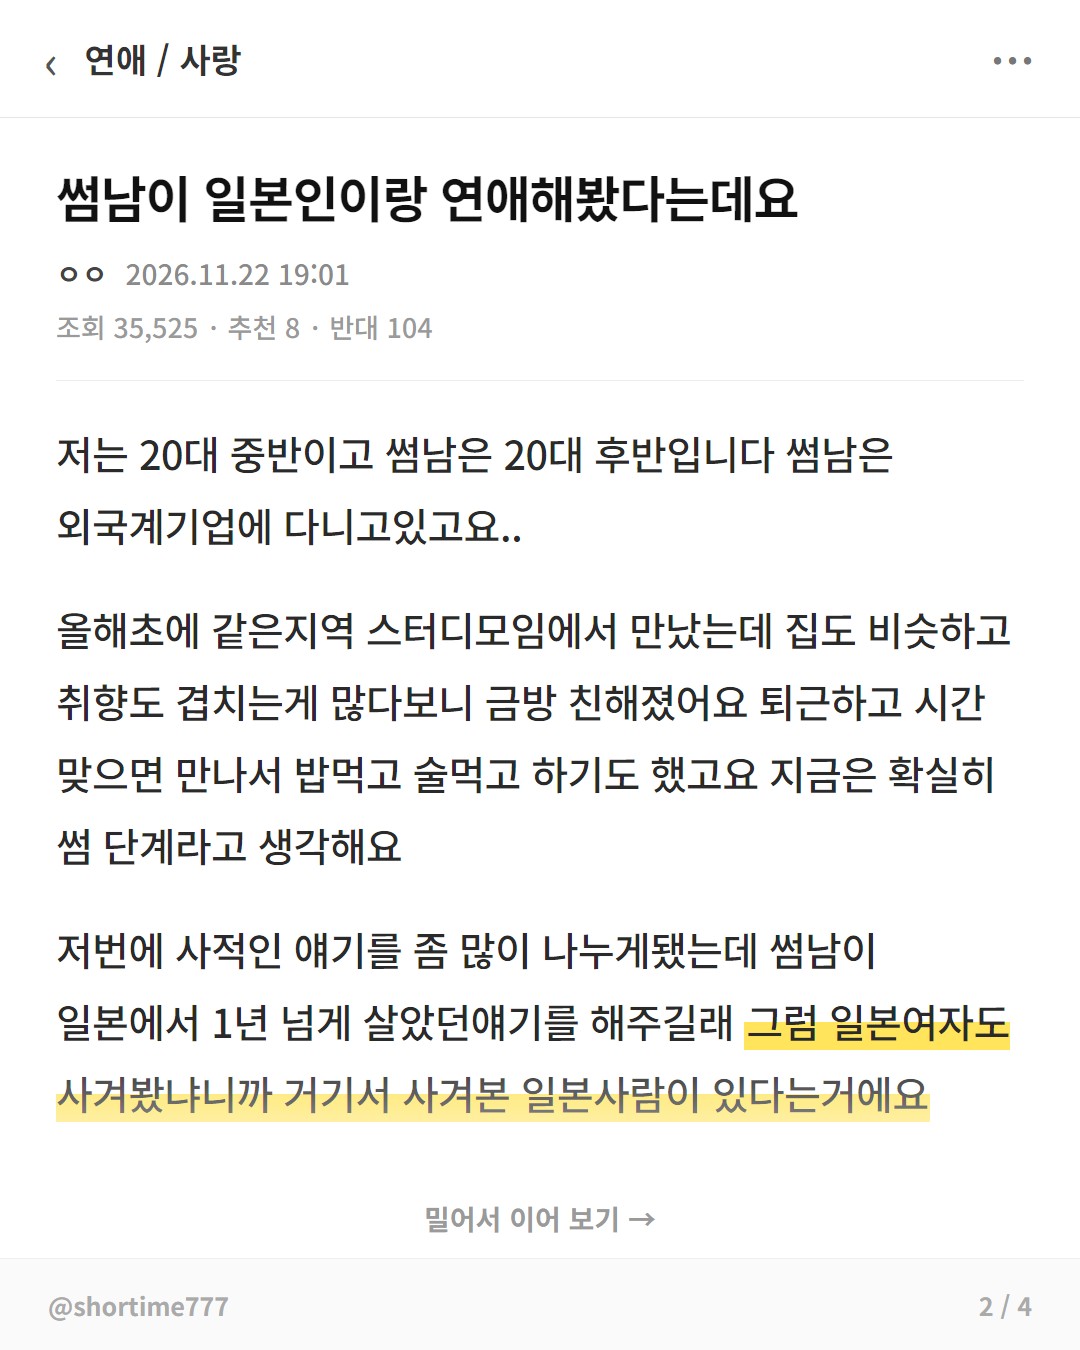 ‹ 연애 / 사랑 •••
썸남이 일본인이랑 연애해봤다는데요
ㅇㅇ 2026.11.22 19:01
조회 35,525 · 추천 8 · 반대 104
저는 20대 중반이고 썸남은 20대 후반입니다 썸남은
외국계기업에 다니고있고요..
올해초에 같은지역 스터디모임에서 만났는데 집도 비슷하고
취향도 겹치는게 많다보니 금방 친해졌어요 퇴근하고 시간
맞으면 만나서 밥먹고 술먹고 하기도 했고요 지금은 확실히
썸 단계라고 생각해요
저번에 사적인 얘기를 좀 많이 나누게됐는데 썸남이
일본에서 1년 넘게 살았던얘기를 해주길래 그럼 일본여자도
사겨봤냐니까 거기서 사겨본 일본사람이 있다는거에요
밀어서 이어 보기 →
@shortime777 2 / 4